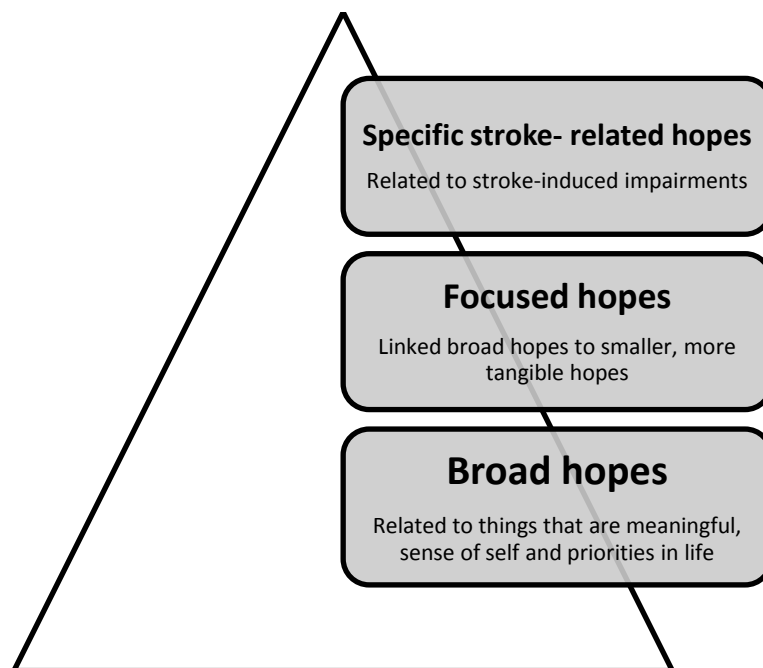 Specific stroke- related hopes
Related to stroke-induced impairments
Focused hopes
Linked broad hopes to smaller, more
tangible hopes
Broad hopes
Related to things that are meaningful,
sense of self and priorities in life